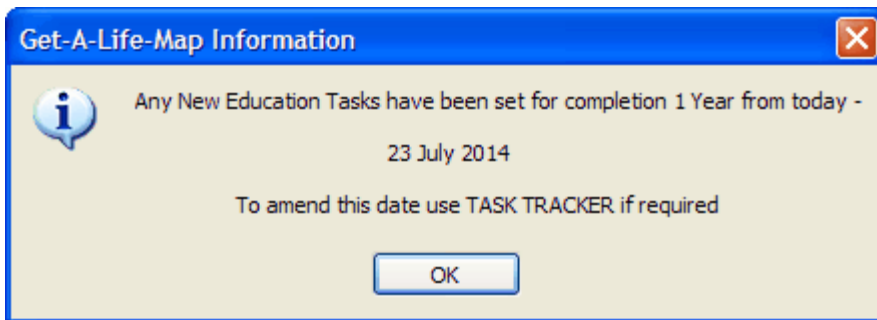 Get-A-Life-Map Information
Any New Education Tasks have been set for completion 1 Year from today -
23 July 2014
To amend this date use TASK TRACKER if required
OK